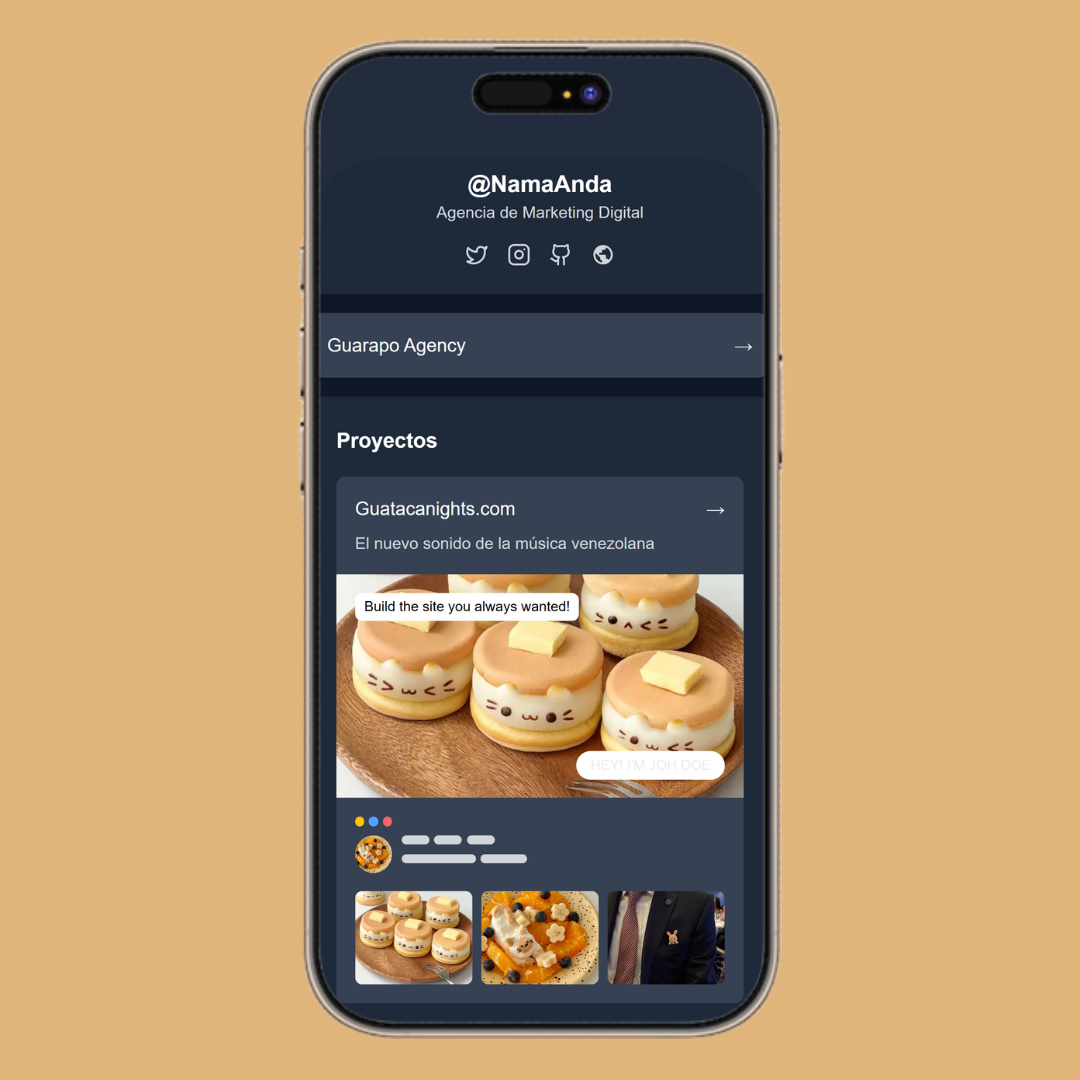 @NamaAnda
Agencia de Marketing Digital
Guarapo Agency →
Proyectos
Guatacanights.com →
El nuevo sonido de la música venezolana
Build the site you always wanted!
HEY! I'M JOH DOE